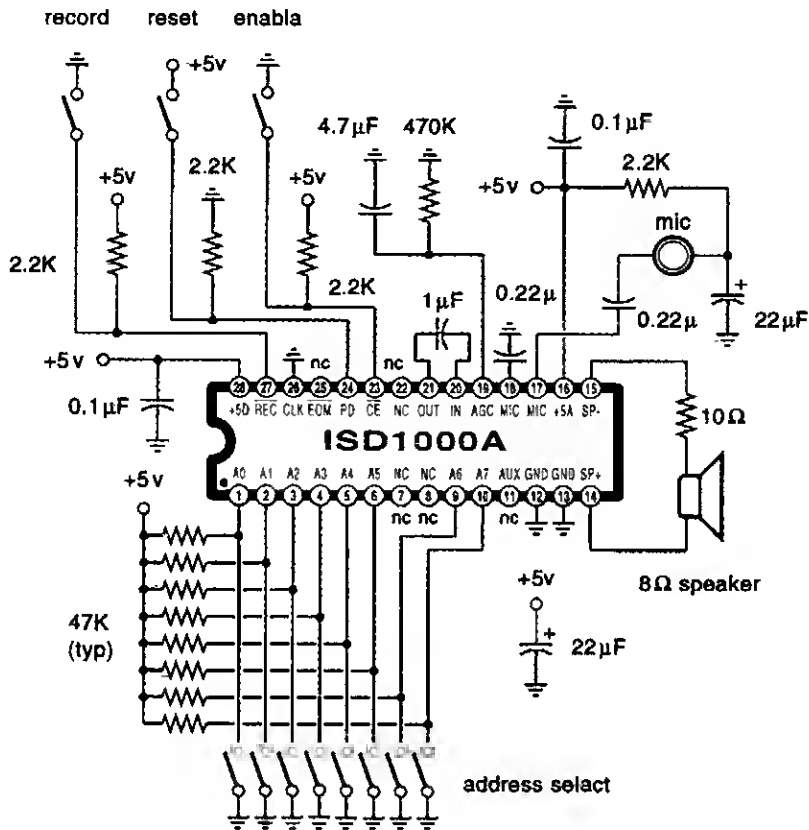 record reset enabla
+5v
4.7µF 470K 0.1µF
+5v 2.2K +5v +5v 2.2K
mic
2.2K 2.2K 1µF 0.22µ 0.22µ + 22µF
+5v nc nc
28 27 26 25 24 23 22 21 20 19 18 17 16 15
0.1µF +5D REC CLK EOM PD CE NC OUT IN AGC MIC MIC +5A SP- 10Ω
ISD1000A
+5v A0 A1 A2 A3 A4 A5 NC NC A6 A7 AUX GND GND SP+
1 2 3 4 5 6 7 8 9 10 11 12 13 14
nc nc nc
+5v 8Ω speaker
47K
(typ) + 22µF
address selact